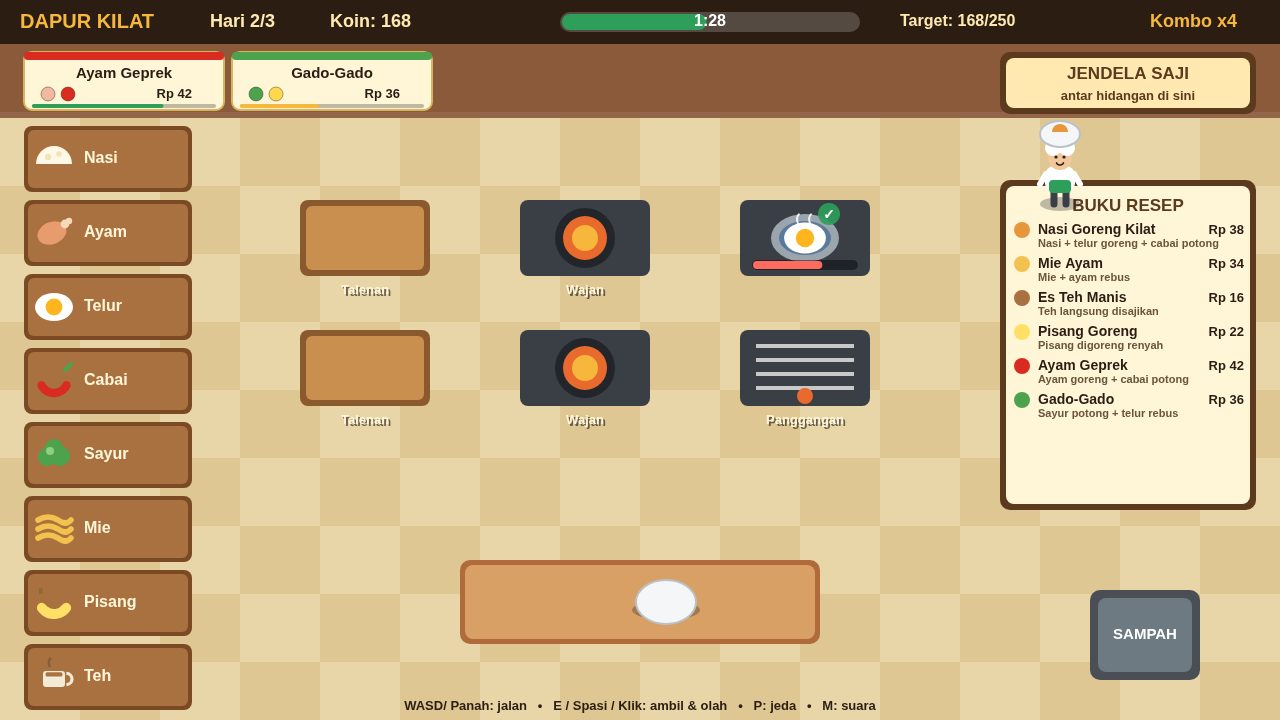 DAPUR KILAT Hari 2/3 Koin: 168 1:28 Target: 168/250 Kombo x4
Ayam Geprek
Rp 42
Gado-Gado
Rp 36
JENDELA SAJI
antar hidangan di sini
Nasi
Ayam
Telur
Cabai
Sayur
Mie
Pisang
Teh
Talenan
Wajan
Talenan
Wajan
Panggangan
BUKU RESEP
Nasi Goreng Kilat Rp 38
Nasi + telur goreng + cabai potong
Mie Ayam Rp 34
Mie + ayam rebus
Es Teh Manis Rp 16
Teh langsung disajikan
Pisang Goreng Rp 22
Pisang digoreng renyah
Ayam Geprek Rp 42
Ayam goreng + cabai potong
Gado-Gado Rp 36
Sayur potong + telur rebus
SAMPAH
WASD/ Panah: jalan • E / Spasi / Klik: ambil & olah • P: jeda • M: suara